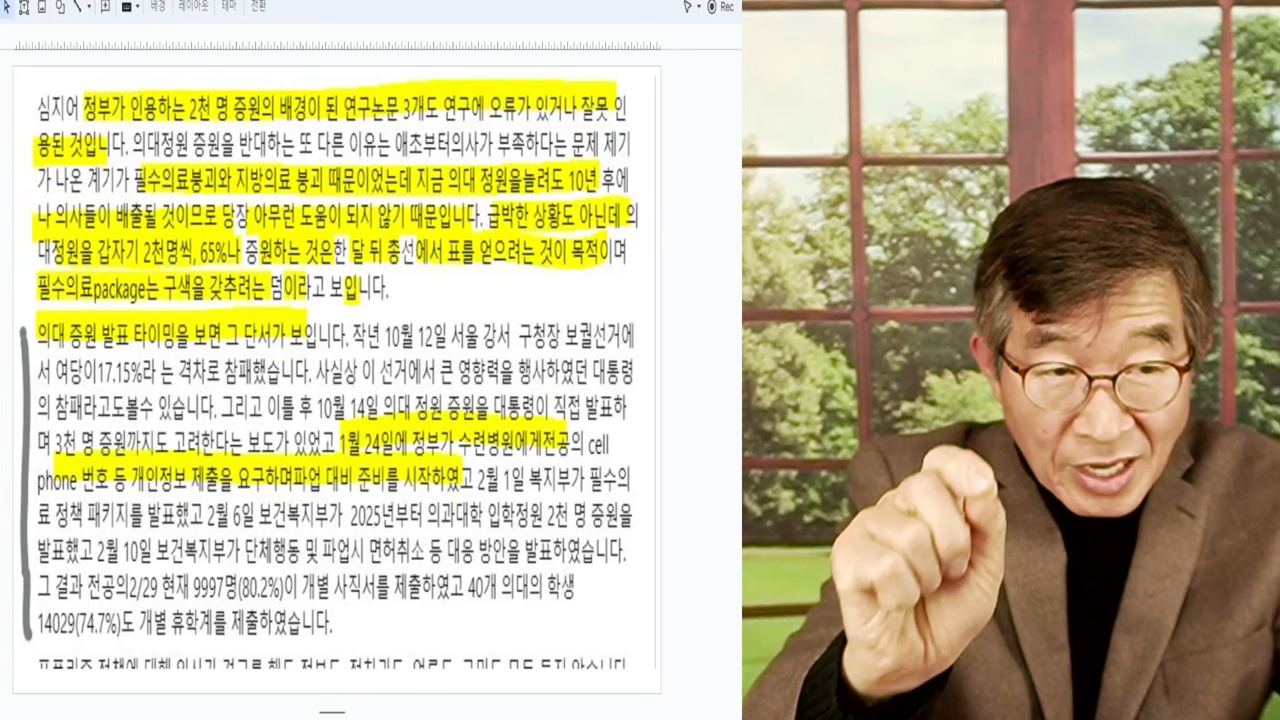 배경 레이아웃 테마 전환
Rec
심지어 정부가 인용하는 2천 명 증원의 배경이 된 연구논문 3개도 연구에 오류가 있거나 잘못 인
용된 것입니다. 의대정원 증원을 반대하는 또 다른 이유는 애초부터의사가 부족하다는 문제 제기
가 나온 계기가 필수의료붕괴와 지방의료 붕괴 때문이었는데 지금 의대 정원을늘려도 10년 후에
나 의사들이 배출될 것이므로 당장 아무런 도움이 되지 않기 때문입니다. 급박한 상황도 아닌데 의
대정원을 갑자기 2천명씩, 65%나 증원하는 것은한 달 뒤 총선에서 표를 얻으려는 것이 목적이며
필수의료package는 구색을 갖추려는 덤이라고 보입니다.
의대 증원 발표 타이밍을 보면 그 단서가 보입니다. 작년 10월 12일 서울 강서 구청장 보궐선거에
서 여당이17.15%라 는 격차로 참패했습니다. 사실상 이 선거에서 큰 영향력을 행사하였던 대통령
의 참패라고도볼수 있습니다. 그리고 이틀 후 10월 14일 의대 정원 증원을 대통령이 직접 발표하
며 3천 명 증원까지도 고려한다는 보도가 있었고 1월 24일에 정부가 수련병원에게전공의 cell
phone 번호 등 개인정보 제출을 요구하며파업 대비 준비를 시작하였고 2월 1일 복지부가 필수의
료 정책 패키지를 발표했고 2월 6일 보건복지부가 2025년부터 의과대학 입학정원 2천 명 증원을
발표했고 2월 10일 보건복지부가 단체행동 및 파업시 면허취소 등 대응 방안을 발표하였습니다.
그 결과 전공의2/29 현재 9997명(80.2%)이 개별 사직서를 제출하였고 40개 의대의 학생
14029(74.7%)도 개별 휴학계를 제출하였습니다.